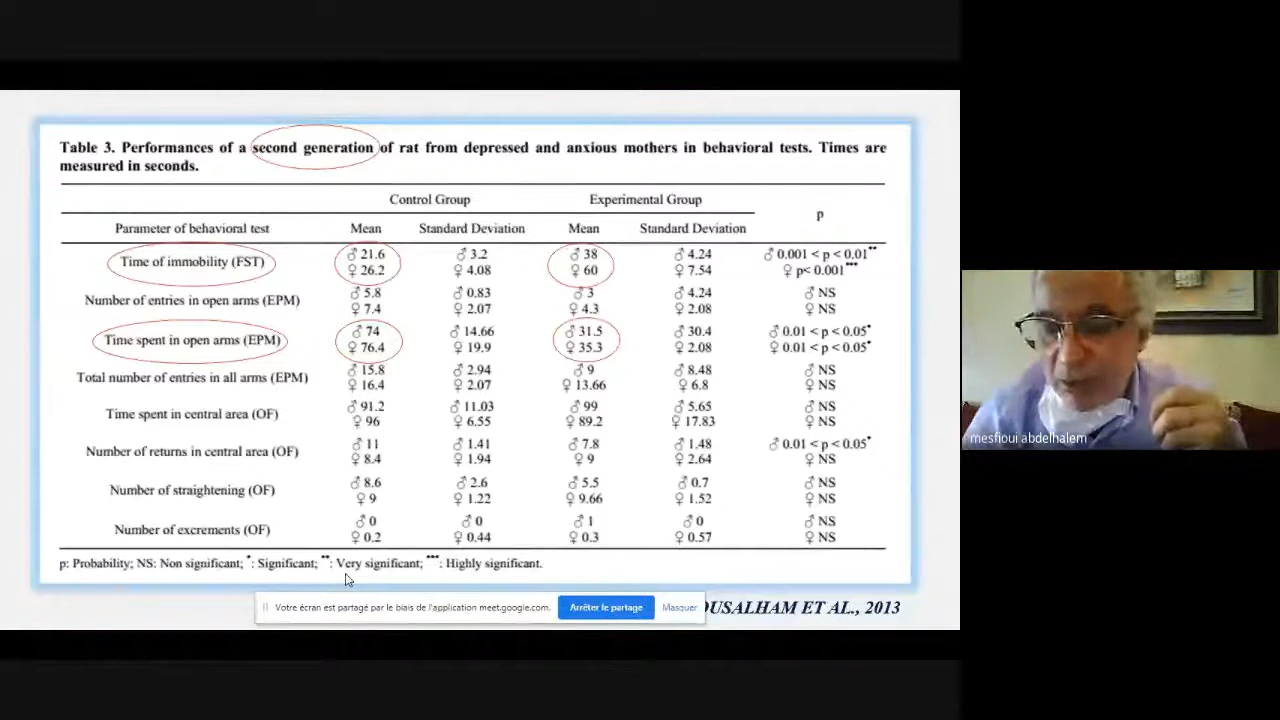 Table 3. Performances of a second generation of rat from depressed and anxious mothers in behavioral tests. Times are
measured in seconds.
Control Group Experimental Group p
Parameter of behavioral test Mean Standard Deviation Mean Standard Deviation
Time of immobility (FST) ♂ 21.6 ♂ 3.2 ♂ 38 ♂ 4.24 ♂ 0.001 < p < 0.01**
♀ 26.2 ♀ 4.08 ♀ 60 ♀ 7.54 ♀ p< 0.001***
Number of entries in open arms (EPM) ♂ 5.8 ♂ 0.83 ♂ 3 ♂ 4.24 ♂ NS
♀ 7.4 ♀ 2.07 ♀ 4.3 ♀ 2.08 ♀ NS
Time spent in open arms (EPM) ♂ 74 ♂ 14.66 ♂ 31.5 ♂ 30.4 ♂ 0.01 < p < 0.05*
♀ 76.4 ♀ 19.9 ♀ 35.3 ♀ 2.08 ♀ 0.01 < p < 0.05*
Total number of entries in all arms (EPM) ♂ 15.8 ♂ 2.94 ♂ 9 ♂ 8.48 ♂ NS
♀ 16.4 ♀ 2.07 ♀ 13.66 ♀ 6.8 ♀ NS
Time spent in central area (OF) ♂ 91.2 ♂ 11.03 ♂ 99 ♂ 5.65 ♂ NS
♀ 96 ♀ 6.55 ♀ 89.2 ♀ 17.83 ♀ NS
Number of returns in central area (OF) ♂ 11 ♂ 1.41 ♂ 7.8 ♂ 1.48 ♂ 0.01 < p < 0.05*
♀ 8.4 ♀ 1.94 ♀ 9 ♀ 2.64 ♀ NS
Number of straightening (OF) ♂ 8.6 ♂ 2.6 ♂ 5.5 ♂ 0.7 ♂ NS
♀ 9 ♀ 1.22 ♀ 9.66 ♀ 1.52 ♀ NS
Number of excrements (OF) ♂ 0 ♂ 0 ♂ 1 ♂ 0 ♂ NS
♀ 0.2 ♀ 0.44 ♀ 0.3 ♀ 0.57 ♀ NS
p: Probability; NS: Non significant; *: Significant; **: Very significant; ***: Highly significant.
Votre écran est partagé par le biais de l'application meet.google.com. Arrêter le partage Masquer
OUSALHAM ET AL., 2013
mesfioui abdelhalem